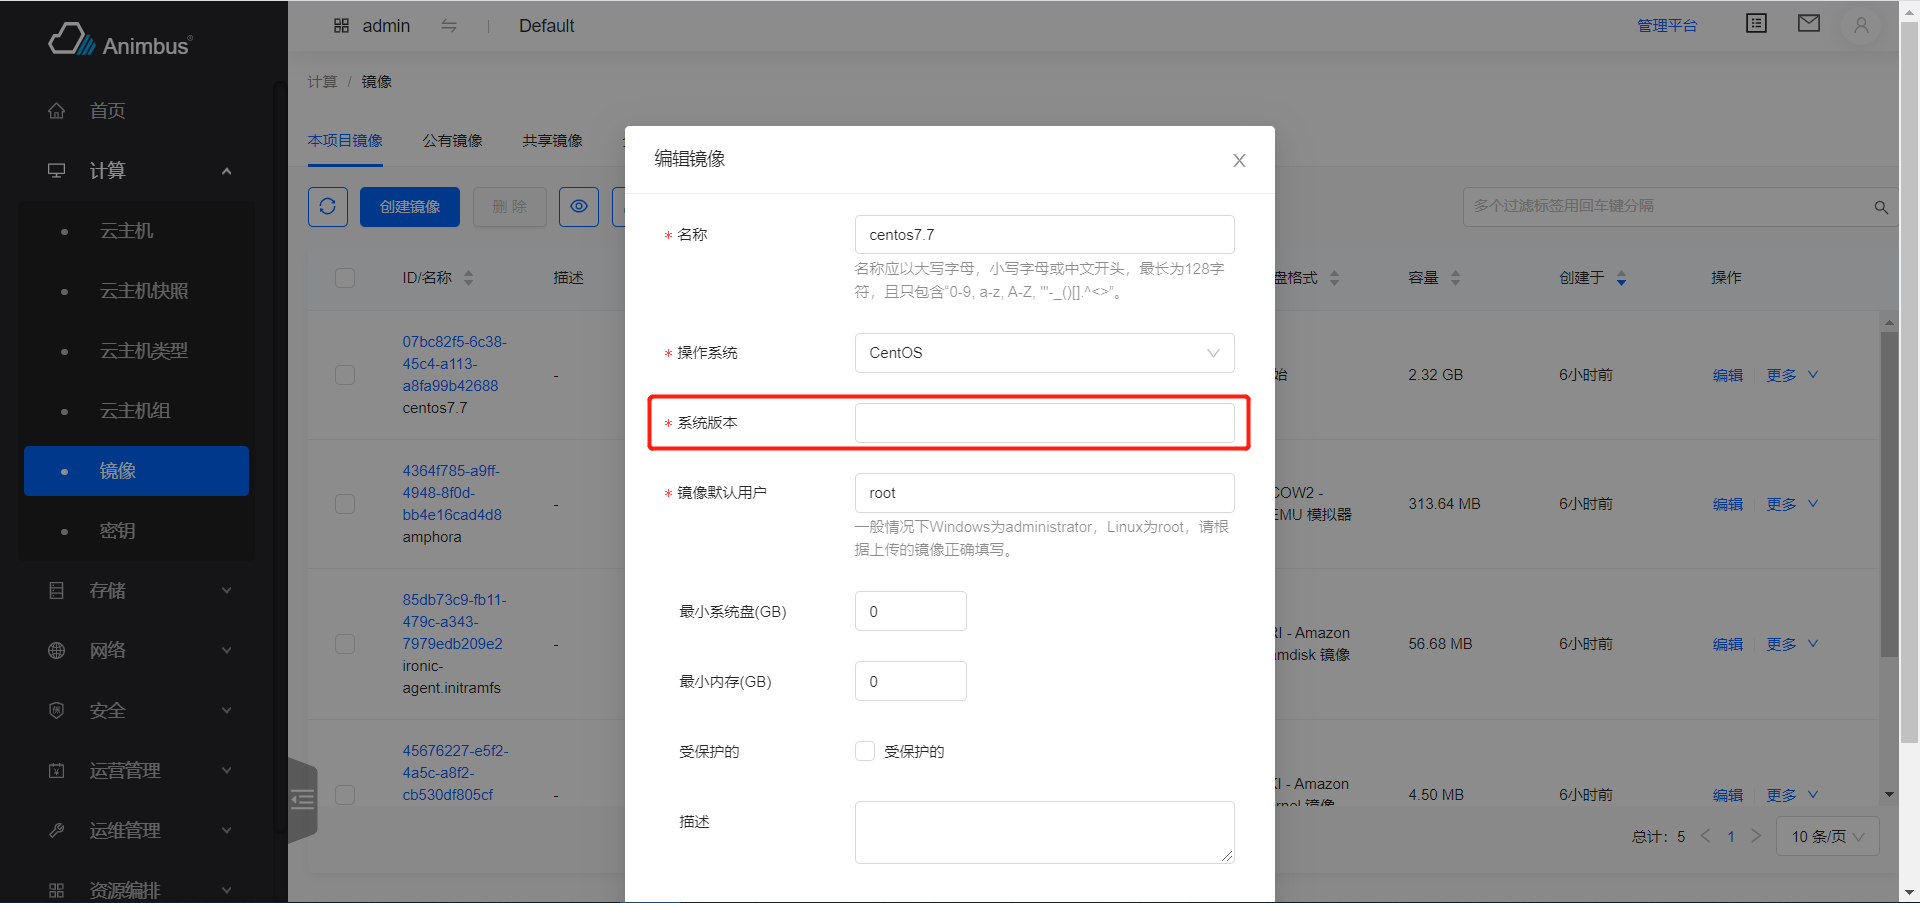 Animbus®
admin
Default
管理平台
首页
计算
云主机
云主机快照
云主机类型
云主机组
镜像
密钥
存储
网络
安全
运营管理
运维管理
资源编排
计算 / 镜像
本项目镜像
公有镜像
共享镜像
创建镜像
删 除
多个过滤标签用回车键分隔
ID/名称
描述
盘格式
容量
创建于
操作
07bc82f5-6c38-
45c4-a113-
a8fa99b42688
centos7.7
-
始
2.32 GB
6小时前
编辑
更多
4364f785-a9ff-
4948-8f0d-
bb4e16cad4d8
amphora
-
COW2 -
EMU 模拟器
313.64 MB
6小时前
编辑
更多
85db73c9-fb11-
479c-a343-
7979edb209e2
ironic-
agent.initramfs
-
RI - Amazon
mdisk 镜像
56.68 MB
6小时前
编辑
更多
45676227-e5f2-
4a5c-a8f2-
cb530df805cf
-
KI - Amazon
rnel 镜像
4.50 MB
6小时前
编辑
更多
总计：5
1
10 条/页
编辑镜像
* 名称
centos7.7
名称应以大写字母，小写字母或中文开头，最长为128字
符，且只包含“0-9, a-z, A-Z, "'-_()[].^<>”。
* 操作系统
CentOS
* 系统版本
* 镜像默认用户
root
一般情况下Windows为administrator，Linux为root，请根
据上传的镜像正确填写。
最小系统盘(GB)
0
最小内存(GB)
0
受保护的
受保护的
描述